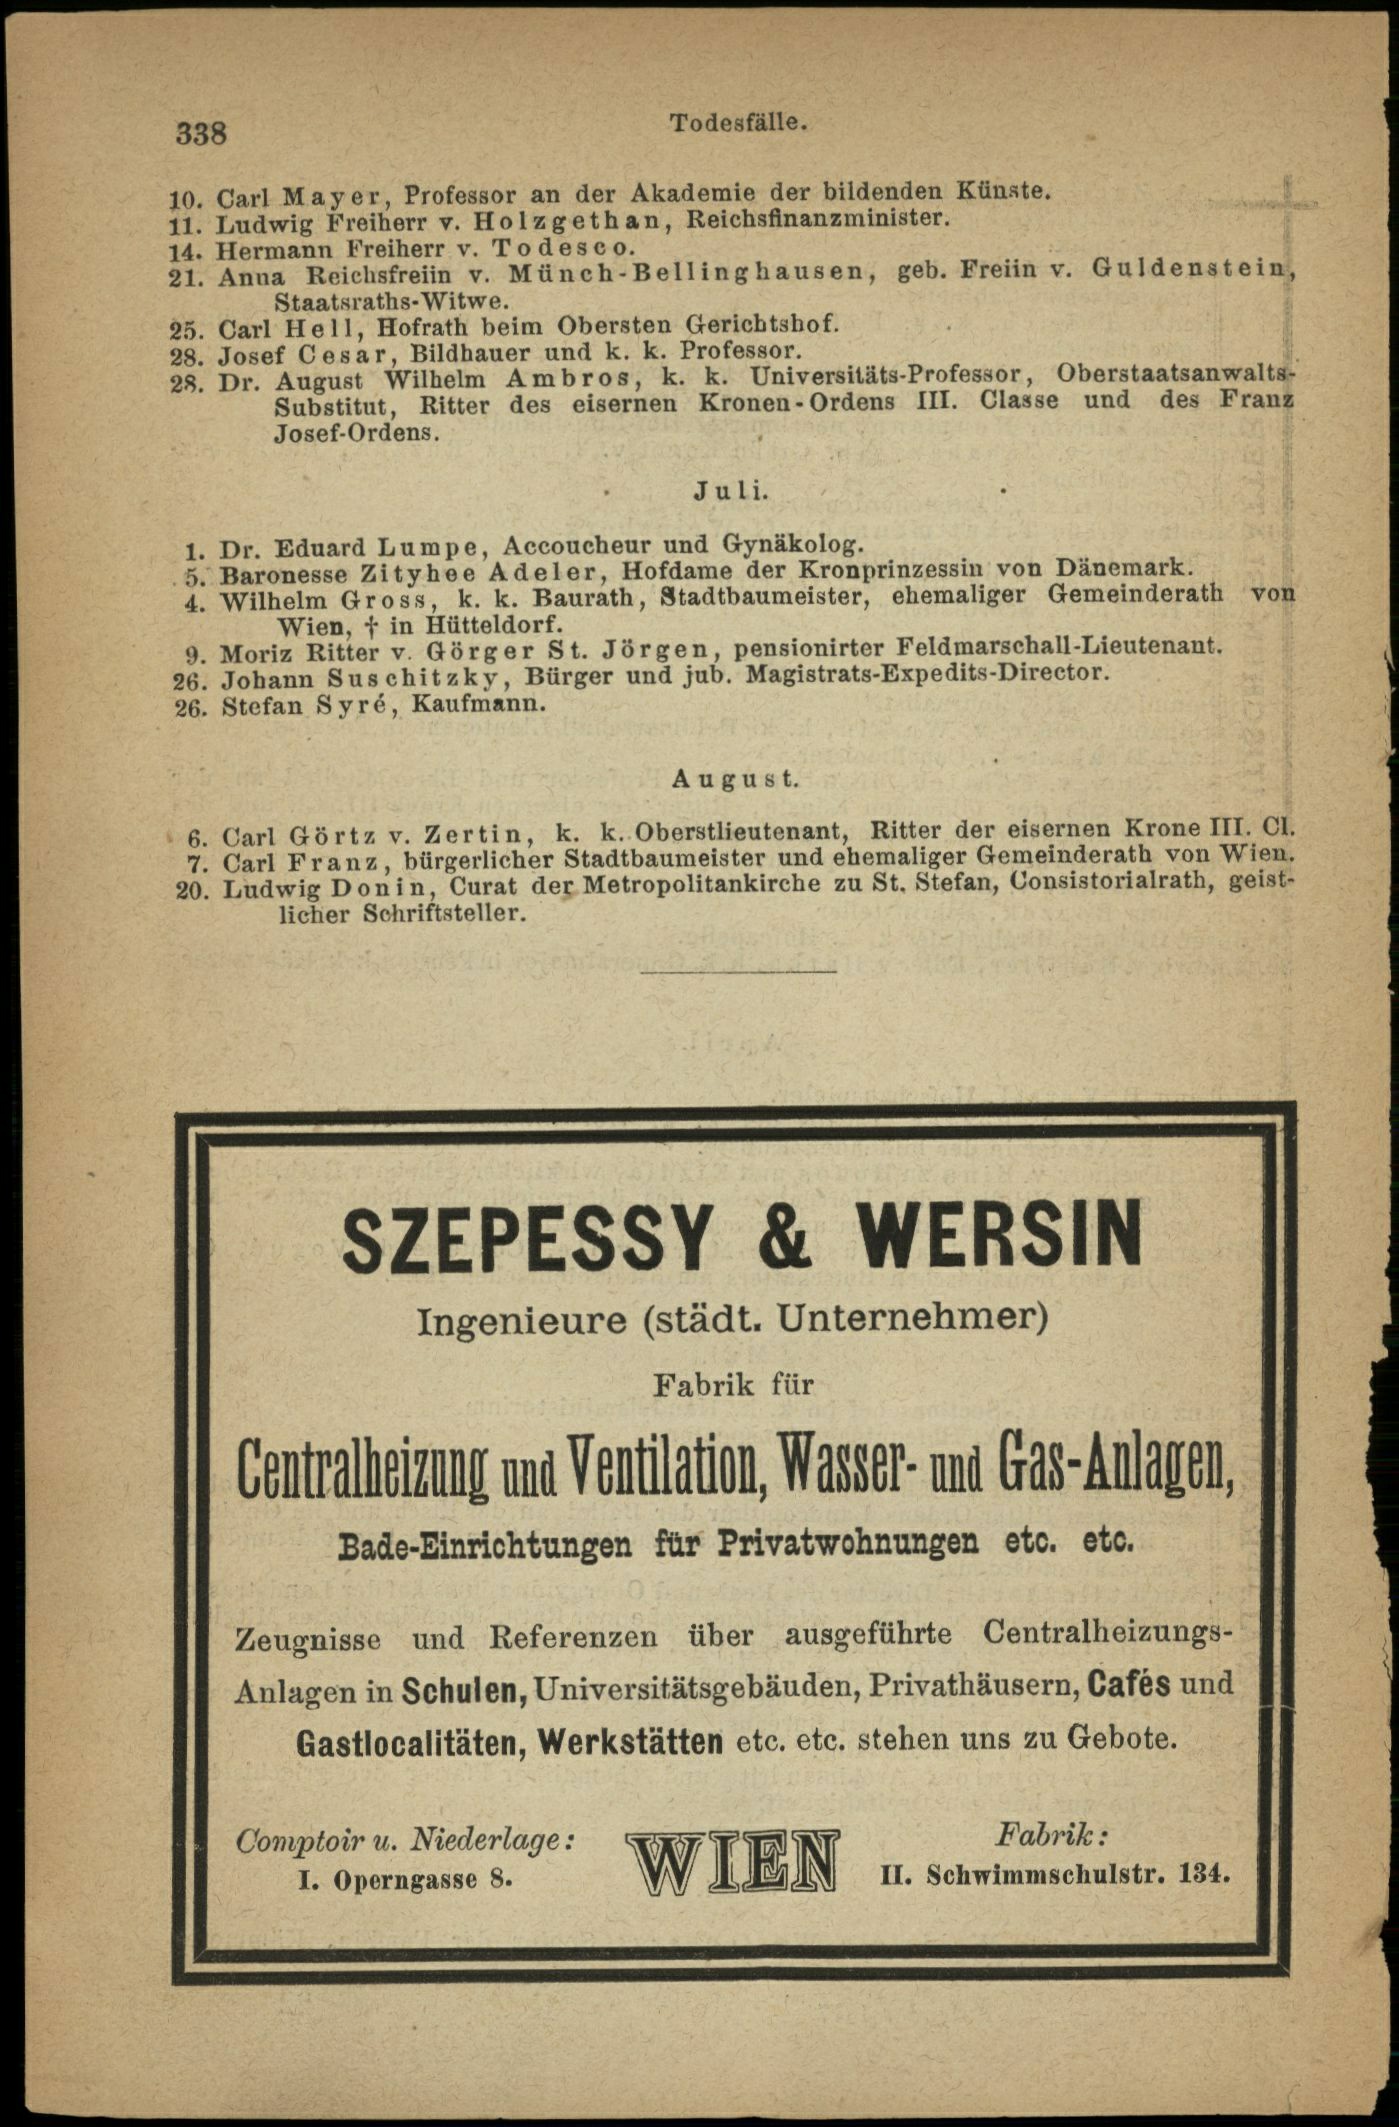 338
Todesfälle.
10. Carl Mayer, Professor an der Akademie der bildenden Künste.
11. Ludwig Freiherr v. Holzgethan, Reichsfinanzminister.
14. Hermann Freiherr v. Todesco.
21. Anna Reichsfreiin v. Münch-Bellinghausen, geb. Freiin v. Guldenstein,
Staatsraths-Witwe.
25. Carl Hell, Hofrath beim Obersten Gerichtshof.
28. Josef Cesar, Bildhauer und k. k. Professor.
28. Dr. August Wilhelm Ambros, k. k. Universitäts-Professor, Oberstaatsanwalts-
Substitut, Ritter des eisernen Kronen-Ordens III. Classe und des Franz
Josef-Ordens.
Juli.
1. Dr. Eduard Lumpe, Accoucheur und Gynäkolog.
5. Baronesse Zityhee Adeler, Hofdame der Kronprinzessin von Dänemark.
4. Wilhelm Gross, k. k. Baurath, Stadtbaumeister, ehemaliger Gemeinderath von
Wien, † in Hütteldorf.
9. Moriz Ritter v. Görger St. Jörgen, pensionirter Feldmarschall-Lieutenant.
26. Johann Suschitzky, Bürger und jub. Magistrats-Expedits-Director.
26. Stefan Syré, Kaufmann.
August.
6. Carl Görtz v. Zertin, k. k. Oberstlieutenant, Ritter der eisernen Krone III. Cl.
7. Carl Franz, bürgerlicher Stadtbaumeister und ehemaliger Gemeinderath von Wien.
20. Ludwig Donin, Curat der Metropolitankirche zu St. Stefan, Consistorialrath, geist-
licher Schriftsteller.
SZEPESSY & WERSIN
Ingenieure (städt. Unternehmer)
Fabrik für
Centralheizung und Ventilation, Wasser- und Gas-Anlagen,
Bade-Einrichtungen für Privatwohnungen etc. etc.
Zeugnisse und Referenzen über ausgeführte Centralheizungs-
Anlagen in Schulen, Universitätsgebäuden, Privathäusern, Cafés und
Gastlocalitäten, Werkstätten etc. etc. stehen uns zu Gebote.
Comptoir u. Niederlage:
I. Operngasse 8.
WIEN
Fabrik:
II. Schwimmschulstr. 134.